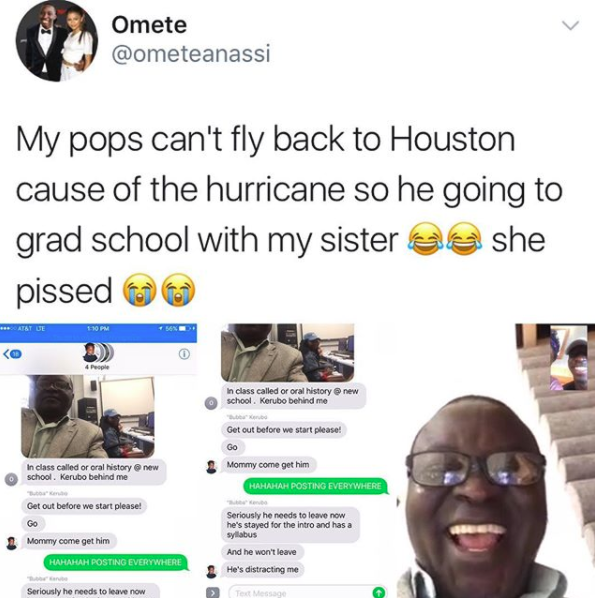 Omete
@ometeanassi
My pops can't fly back to Houston
cause of the hurricane so he going to
grad school with my sister 😂😂 she
pissed 😭😭
AT&T LTE
1:10 PM
56%
16
4 People
In class called or oral history @ new
school . Kerubo behind me
"Bubba" Kerubo
Get out before we start please!
Go
Mommy come get him
HAHAHAH POSTING EVERYWHERE
"Bubba" Kerubo
Seriously he needs to leave now
In class called or oral history @ new
school . Kerubo behind me
"Bubba" Kerubo
Get out before we start please!
Go
Mommy come get him
HAHAHAH POSTING EVERYWHERE
"Bubba" Kerubo
Seriously he needs to leave now
he's stayed for the intro and has a
syllabus
And he won't leave
He's distracting me
Text Message